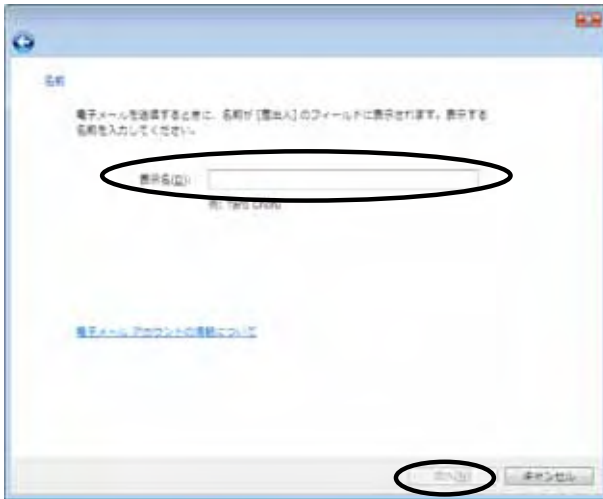 名前
電子メールを送信するときに、名前が [差出人] のフィールドに表示されます。表示する
名前を入力してください。
表示名(D):
例: Taro Chofu
電子メール アカウントの情報について
次へ(N)
キャンセル